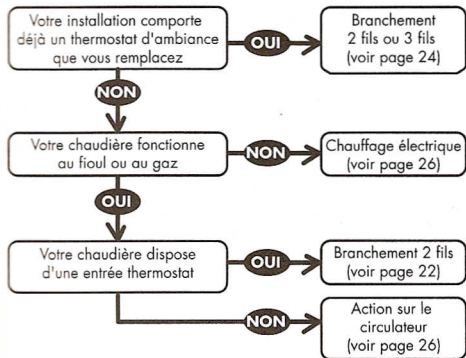 Votre installation comporte
déjà un thermostat d'ambiance
que vous remplacez
OUI
Branchement
2 fils ou 3 fils
(voir page 24)
NON
Votre chaudière fonctionne
au fioul ou au gaz
NON
Chauffage électrique
(voir page 26)
OUI
Votre chaudière dispose
d'une entrée thermostat
OUI
Branchement 2 fils
(voir page 22)
NON
Action sur le
circulateur
(voir page 26)